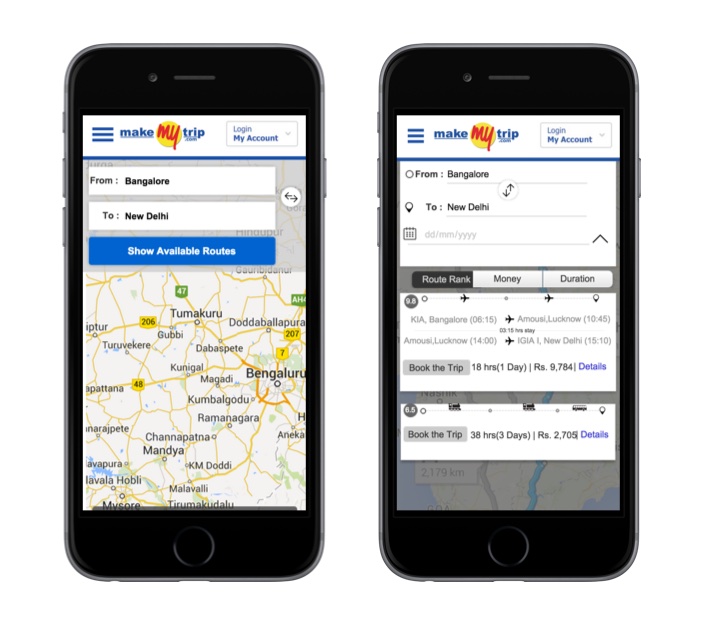 make my trip .com
Login
My Account
From : Bangalore
To : New Delhi
Show Available Routes
Gauribidanur
47
AH4
Tumakuru
206
Doddaballapura
Gubbi
207
Turuvekere
Dabaspete
7
Kunigal
Bengaluru
Magadi
48
Kumbalgodu
Ramanagara
Channapatna
Mandya
KM Doddi
Malavalli
Mysore
Tirumakudalu
make my trip .com
Login
My Account
From : Bangalore
To : New Delhi
dd/mm/yyyy
Route Rank Money Duration
9.8
KIA, Bangalore (06:15) Amousi,Lucknow (10:45)
03:15 hrs stay
Amousi,Lucknow (14:00) IGIA I, New Delhi (15:10)
Book the Trip 18 hrs(1 Day) | Rs. 9,784| Details
Nashik
6.5
Book the Trip 38 hrs(3 Days) | Rs. 2,705| Details
2,179 km
GOA